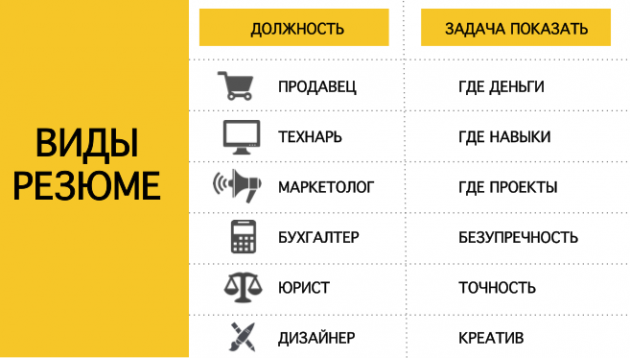 ВИДЫ
РЕЗЮМЕ
ДОЛЖНОСТЬ ЗАДАЧА ПОКАЗАТЬ
ПРОДАВЕЦ ГДЕ ДЕНЬГИ
ТЕХНАРЬ ГДЕ НАВЫКИ
МАРКЕТОЛОГ ГДЕ ПРОЕКТЫ
БУХГАЛТЕР БЕЗУПРЕЧНОСТЬ
ЮРИСТ ТОЧНОСТЬ
ДИЗАЙНЕР КРЕАТИВ